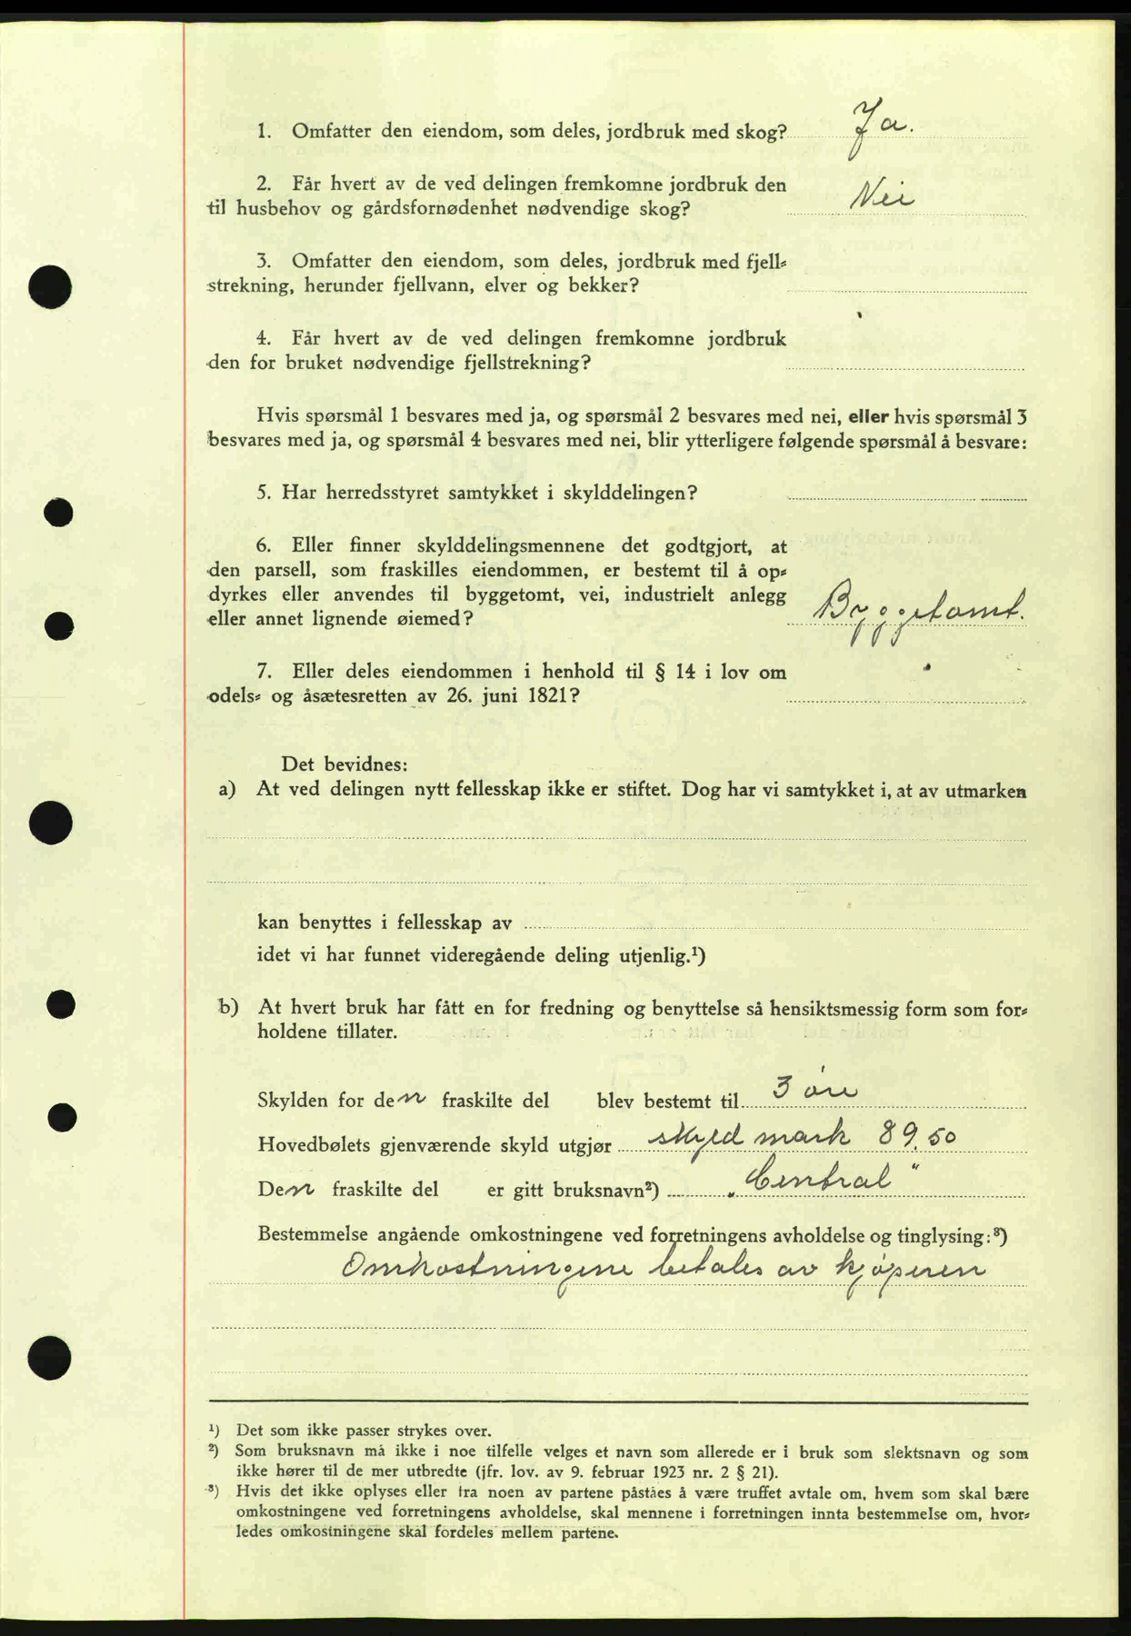 1. Omfatter den eiendom, som deles, jordbruk med skog? Ja.
2. Får hvert av de ved delingen fremkomne jordbruk den
til husbehov og gårdsfornødenhet nødvendige skog? Nei
3. Omfatter den eiendom, som deles, jordbruk med fjell⸗
strekning, herunder fjellvann, elver og bekker?
4. Får hvert av de ved delingen fremkomne jordbruk
den for bruket nødvendige fjellstrekning?
Hvis spørsmål 1 besvares med ja, og spørsmål 2 besvares med nei, eller hvis spørsmål 3
besvares med ja, og spørsmål 4 besvares med nei, blir ytterligere følgende spørsmål å besvare:
5. Har herredsstyret samtykket i skylddelingen?
6. Eller finner skylddelingsmennene det godtgjort, at
den parsell, som fraskilles eiendommen, er bestemt til å op⸗
dyrkes eller anvendes til byggetomt, vei, industrielt anlegg
eller annet lignende øiemed? Byggetomt.
7. Eller deles eiendommen i henhold til § 14 i lov om
odels⸗ og åsætesretten av 26. juni 1821?
Det bevidnes:
a) At ved delingen nytt fellesskap ikke er stiftet. Dog har vi samtykket i, at av utmarken
kan benyttes i fellesskap av
idet vi har funnet videregående deling utjenlig.¹)
b) At hvert bruk har fått en for fredning og benyttelse så hensiktsmessig form som for⸗
holdene tillater.
Skylden for den fraskilte del blev bestemt til 3 øre
Hovedbølets gjenværende skyld utgjør skyld mark 89.50
Den fraskilte del er gitt bruksnavn²) „Central"
Bestemmelse angående omkostningene ved forretningens avholdelse og tinglysing:³)
Omkostningene betales av kjøperen
¹) Det som ikke passer strykes over.
²) Som bruksnavn må ikke i noe tilfelle velges et navn som allerede er i bruk som slektsnavn og som
ikke hører til de mer utbredte (jfr. lov. av 9. februar 1923 nr. 2 § 21).
³) Hvis det ikke oplyses eller fra noen av partene påståes å være truffet avtale om, hvem som skal bære
omkostningene ved forretningens avholdelse, skal mennene i forretningen innta bestemmelse om, hvor⸗
ledes omkostningene skal fordeles mellem partene.